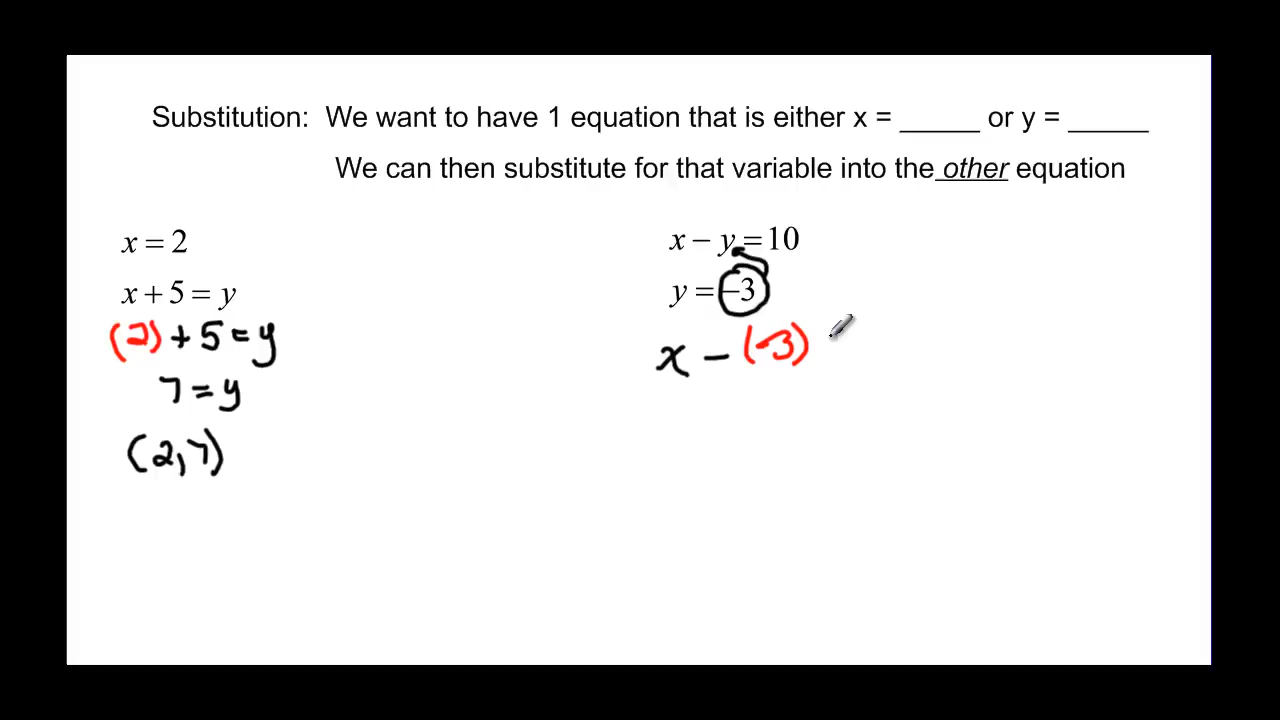 Substitution: We want to have 1 equation that is either x = _____ or y = _____
We can then substitute for that variable into the other equation
x = 2
x + 5 = y
(2) + 5 = y
7 = y
(2,7)
x − y = 10
y = −3
x − (−3)